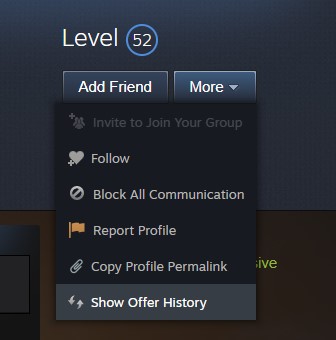 Level 52
Add Friend More
Invite to Join Your Group
Follow
Block All Communication
Report Profile
sive
Copy Profile Permalink
Show Offer History